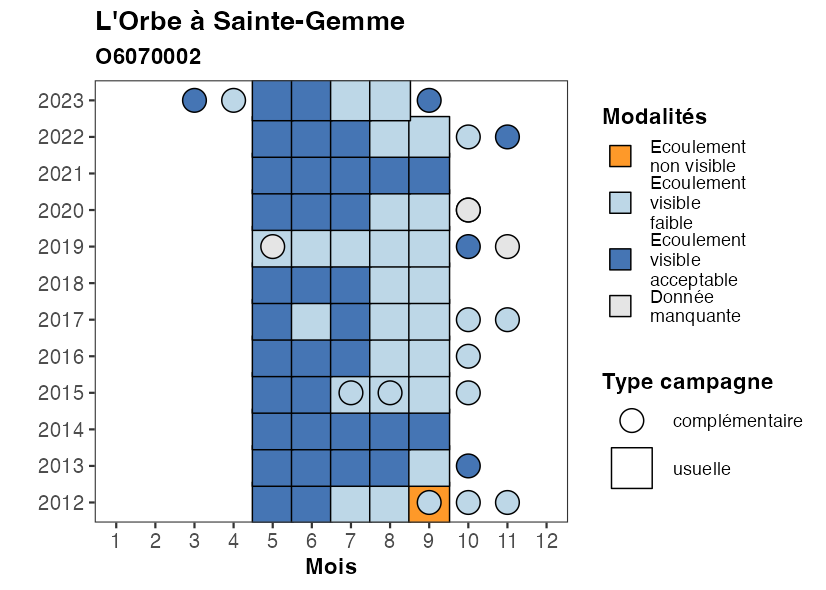 L'Orbe à Sainte-Gemme
O6070002
2023
2022
2021
2020
2019
2018
2017
2016
2015
2014
2013
2012
1 2 3 4 5 6 7 8 9 10 11 12
Mois
Modalités
Ecoulement
non visible
Ecoulement
visible
faible
Ecoulement
visible
acceptable
Donnée
manquante
Type campagne
complémentaire
usuelle